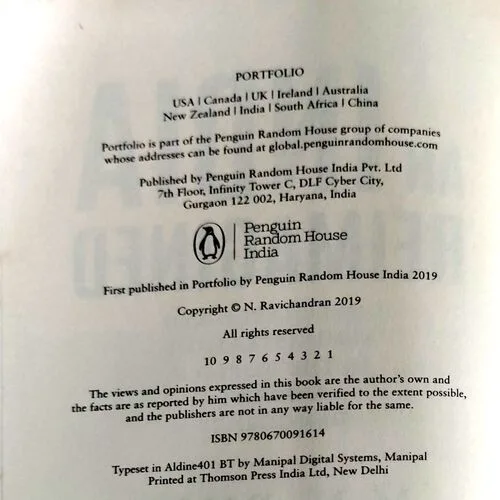 PORTFOLIO
USA | Canada | UK | Ireland | Australia
New Zealand | India | South Africa | China
Portfolio is part of the Penguin Random House group of companies
whose addresses can be found at global.penguinrandomhouse.com
Published by Penguin Random House India Pvt. Ltd
7th Floor, Infinity Tower C, DLF Cyber City,
Gurgaon 122 002, Haryana, India
Penguin
Random House
India
First published in Portfolio by Penguin Random House India 2019
Copyright © N. Ravichandran 2019
All rights reserved
10 9 8 7 6 5 4 3 2 1
The views and opinions expressed in this book are the author's own and
the facts are as reported by him which have been verified to the extent possible,
and the publishers are not in any way liable for the same.
ISBN 9780670091614
Typeset in Aldine401 BT by Manipal Digital Systems, Manipal
Printed at Thomson Press India Ltd, New Delhi